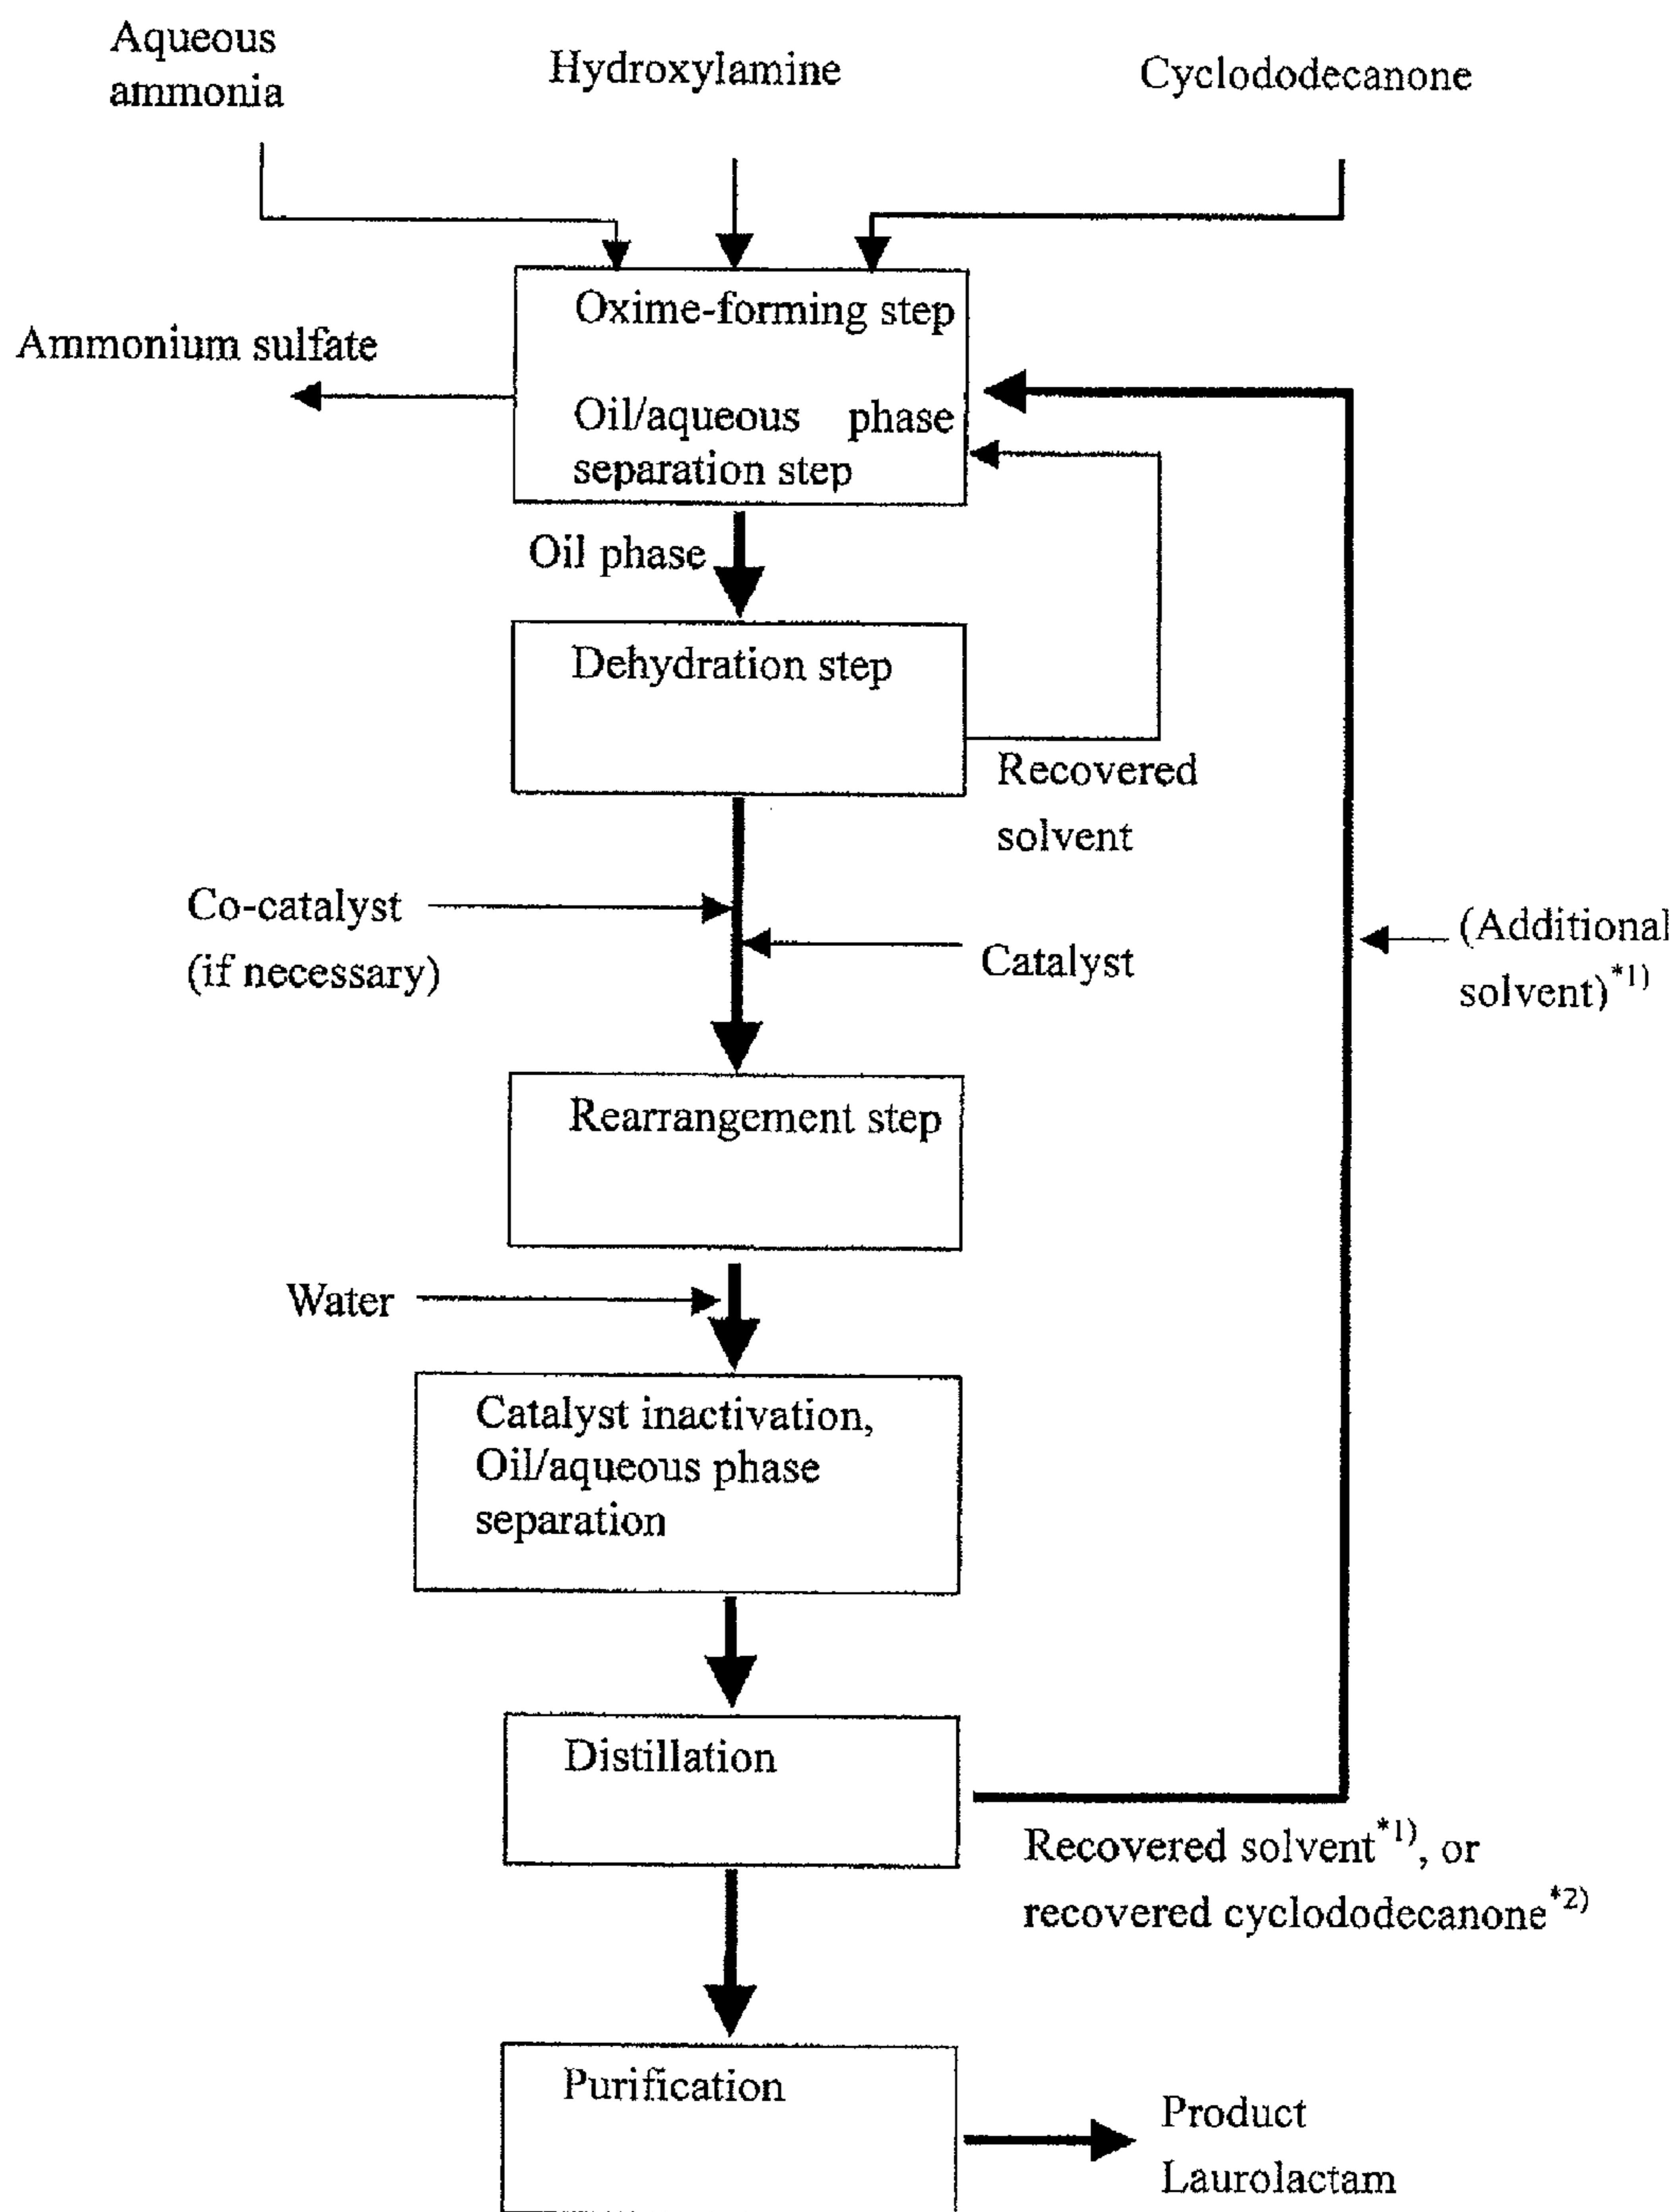 Aqueous
ammonia
Hydroxylamine
Cyclododecanone
Oxime-forming step
Ammonium sulfate
Oil/aqueous phase
separation step
Oil phase
Dehydration step
Recovered
solvent
Co-catalyst
(if necessary)
Catalyst
(Additional
solvent)*1)
Rearrangement step
Water
Catalyst inactivation,
Oil/aqueous phase
separation
Distillation
Recovered solvent*1), or
recovered cyclododecanone*2)
Purification
Product
Laurolactam